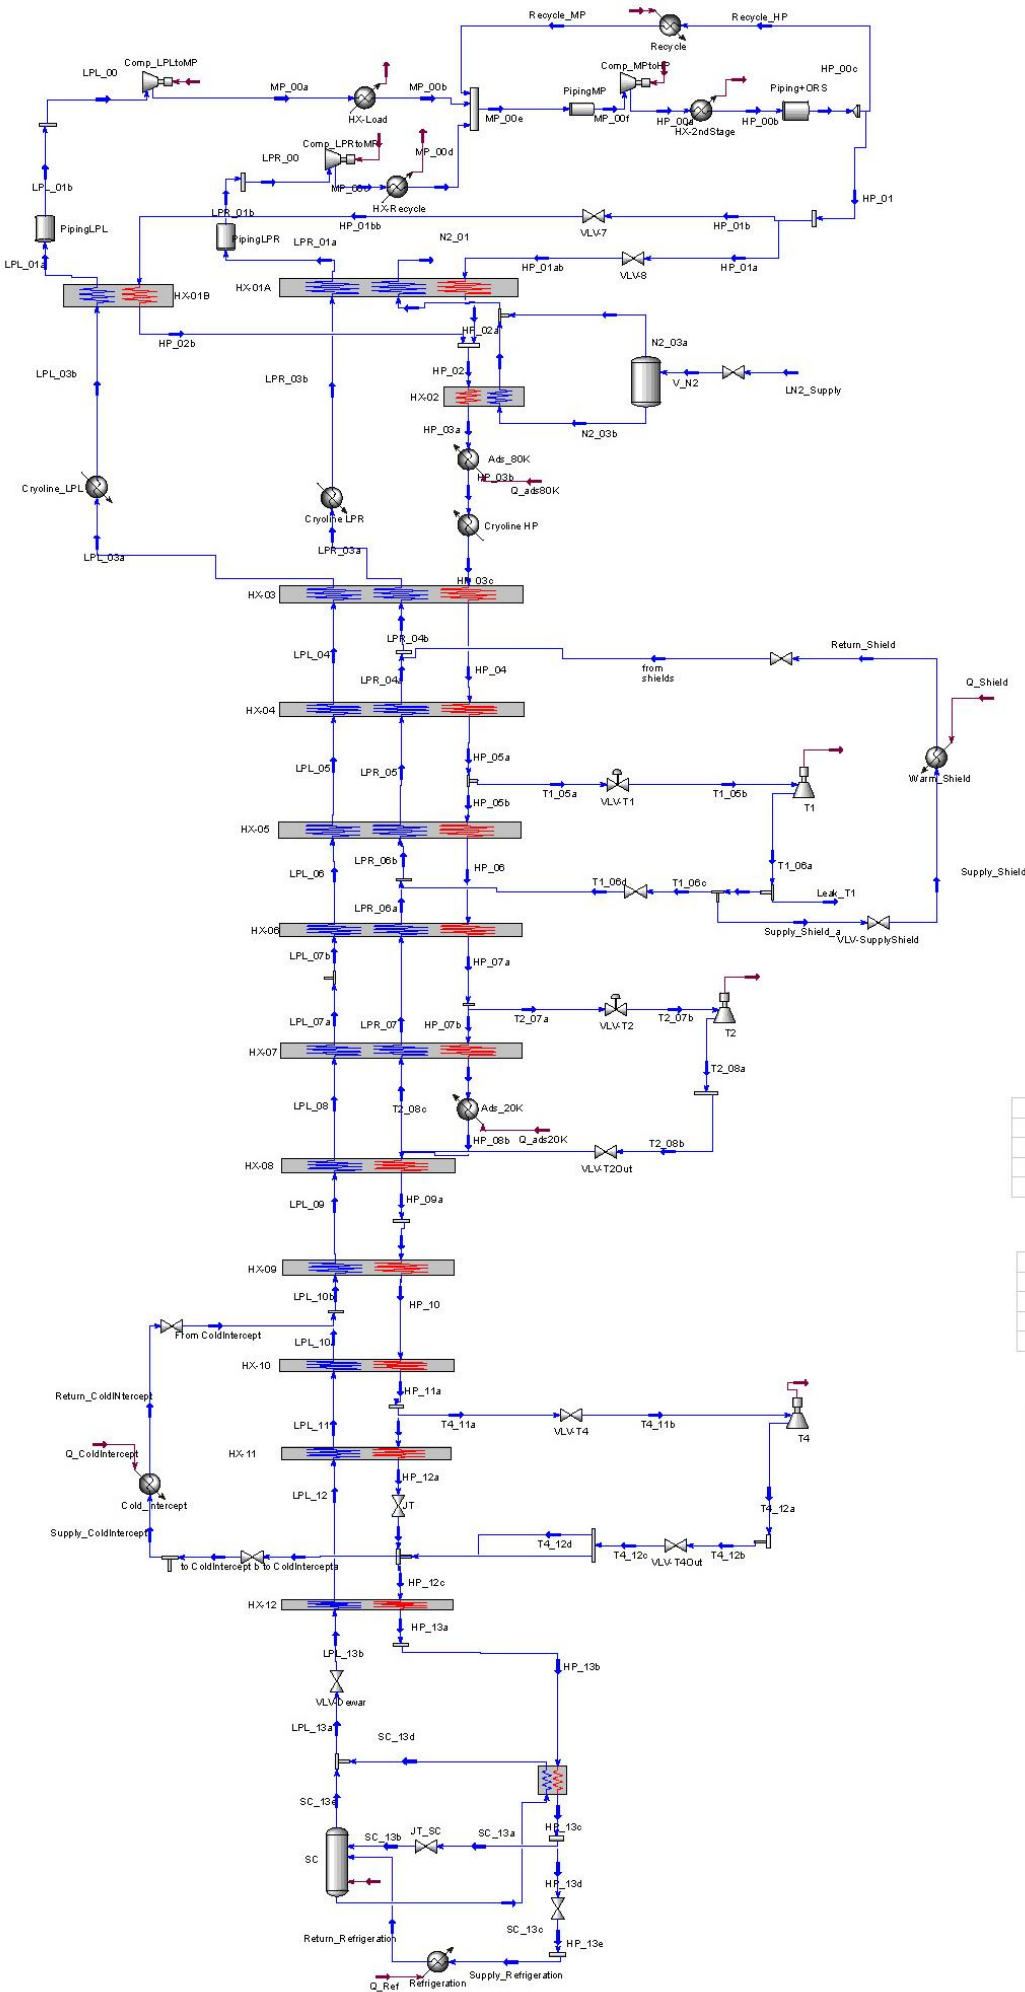 Recycle_MP
Recycle_HP
Recycle
Comp_LPLtoMP
LPL_00
Comp_MPtoHP
HP_00c
MP_00a
MP_00b
HX-Load
PipingMP
Piping+ORS
MP_00e
MP_00f
HP_00a
HP_00b
HX-2ndStage
Comp_LPRtoMP
LPR_00
MP_00d
HX-Recycle
LPL_01b
LPR_01b
HP_01
PipingLPL
PipingLPR
HP_01bb
VLV-7
HP_01b
LPR_01a
N2_01
LPL_01a
HP_01ab
VLV-8
HP_01a
HX-01B
HX-01A
HP_02a
HP_02b
N2_03a
LPL_03b
LPR_03b
HP_02
V_N2
LN2_Supply
HX-02
HP_03a
N2_03b
Ads_80K
HP_03b
Q_ads80K
Cryoline_LPL
Cryoline LPR
Cryoline HP
LPL_03a
LPR_03a
HP_03c
HX-03
LPR_04b
Return_Shield
LPL_04
HP_04
from
shields
LPR_04a
Q_Shield
HX-04
HP_05a
LPL_05
LPR_05
Warm_Shield
T1_05a
VLV-T1
T1_05b
T1
HP_05b
HX-05
LPR_06b
HP_06
LPL_06
T1_06a
Supply_Shield
T1_06d
T1_06c
Leak_T1
LPR_06a
HX-06
Supply_Shield_a
VLV-SupplyShield
LPL_07b
HP_07a
LPL_07a
LPR_07
HP_07b
T2_07a
VLV-T2
T2_07b
T2
HX-07
T2_08a
LPL_08
T2_08c
Ads_20K
HP_08b
Q_ads20K
T2_08b
HX-08
VLV-T2Out
LPL_09
HP_09a
HX-09
LPL_10b
HP_10
From ColdIntercept
LPL_10
HX-10
HP_11a
Return_ColdINtercept
LPL_11
T4_11a
VLV-T4
T4_11b
T4
Q_ColdIntercept
HX-11
HP_12a
LPL_12
Cold_Intercept
JT
T4_12a
Supply_ColdIntercept
T4_12d
T4_12c
VLV-T4Out
T4_12b
to ColdIntercept b
to ColdIntercepta
HP_12c
HX-12
HP_13a
LPL_13b
HP_13b
VLV-Dewar
LPL_13a
SC_13d
SC_13e
HP_13c
SC_13b
JT_SC
SC_13a
SC
HP_13d
SC_13c
Return_Refrigeration
HP_13e
Q_Ref
Refrigeration
Supply_Refrigeration